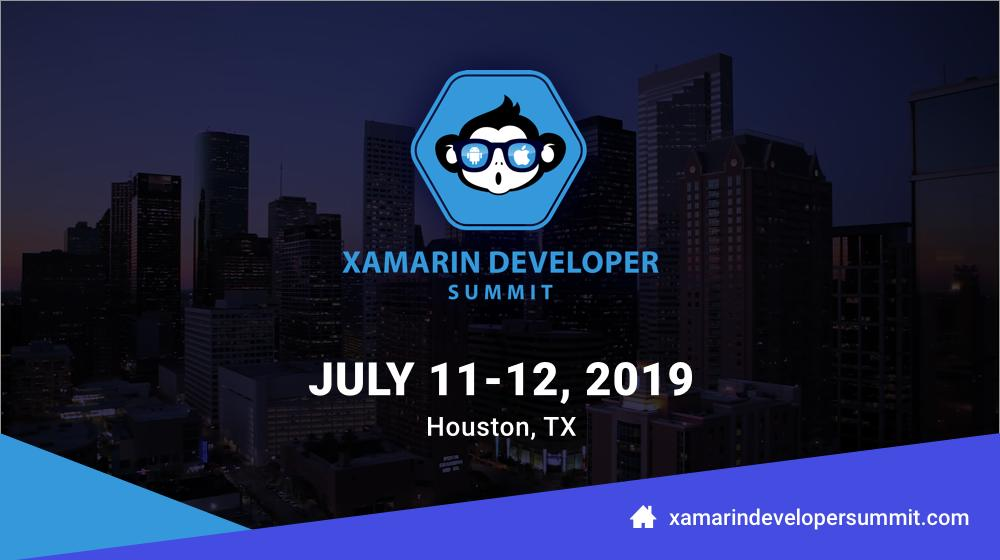 XAMARIN DEVELOPER
SUMMIT
JULY 11-12, 2019
Houston, TX
xamarindevelopersummit.com